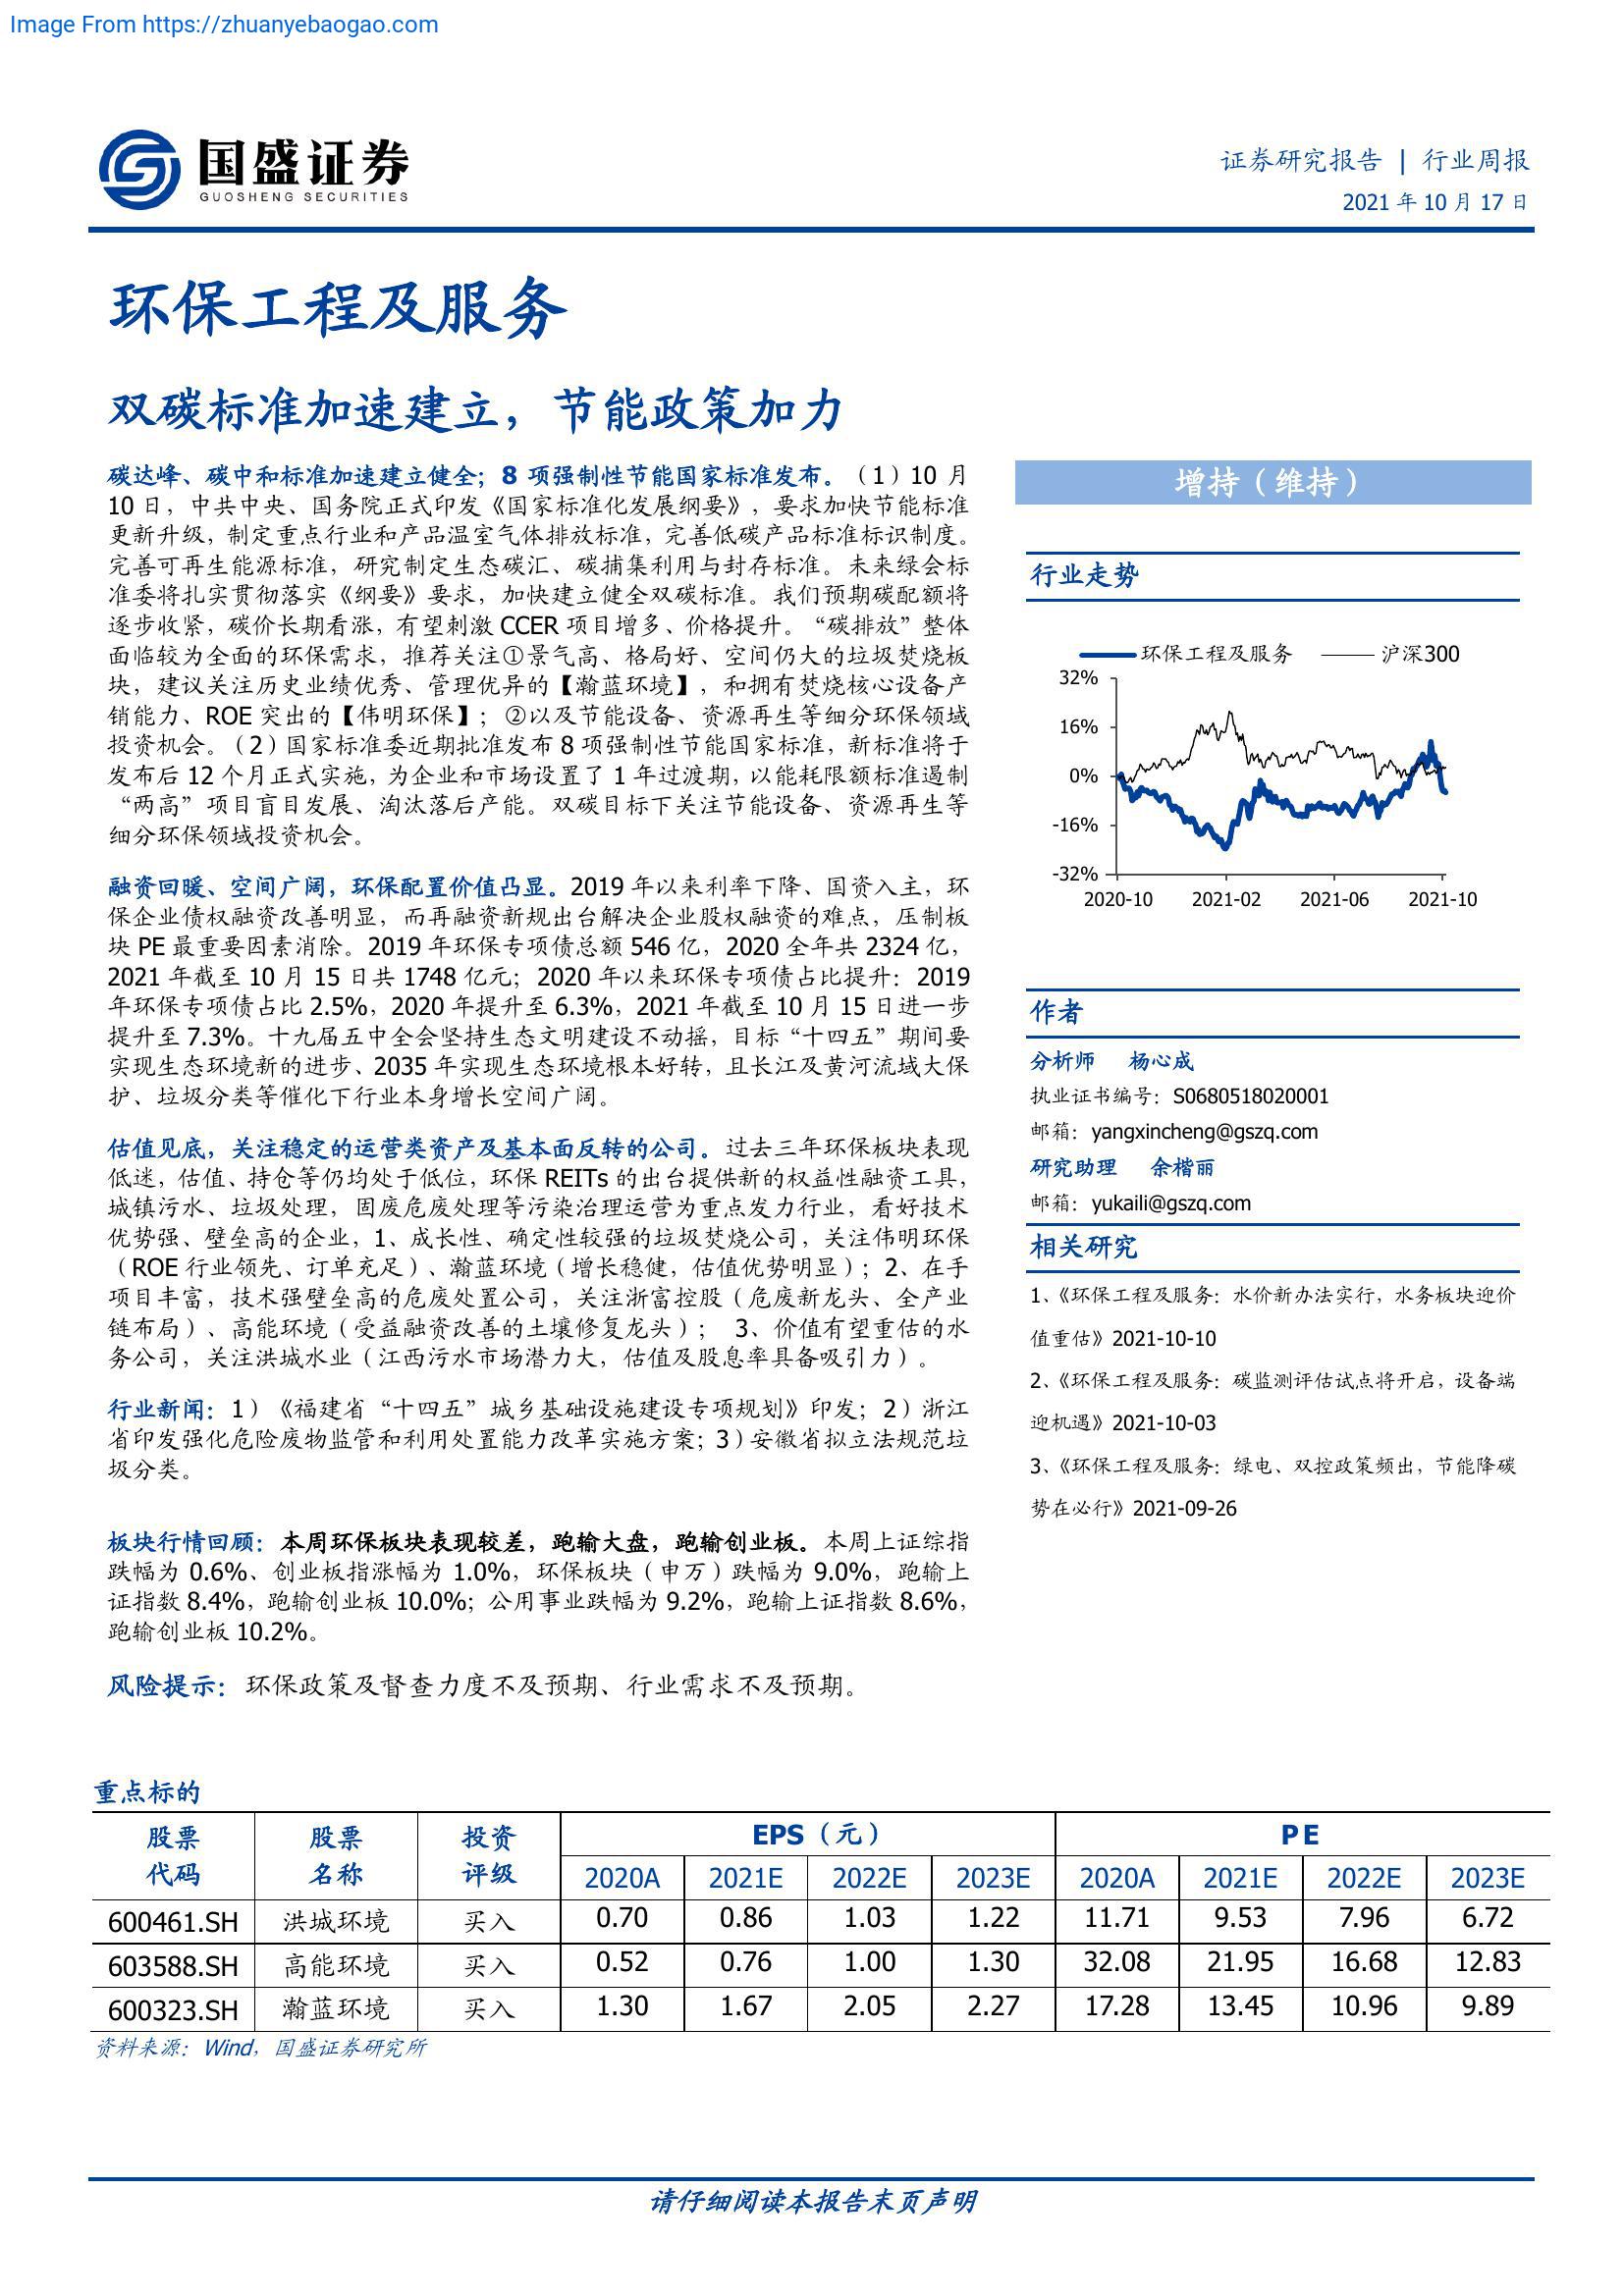 Image From https://zhuanyebaogao.com
国盛证券
GUOSHENG SECURITIES
证券研究报告 | 行业周报
2021 年 10 月 17 日
环保工程及服务
双碳标准加速建立，节能政策加力
碳达峰、碳中和标准加速建立健全；8 项强制性节能国家标准发布。（1）10 月
10 日，中共中央、国务院正式印发《国家标准化发展纲要》，要求加快节能标准
更新升级，制定重点行业和产品温室气体排放标准，完善低碳产品标准标识制度。
完善可再生能源标准，研究制定生态碳汇、碳捕集利用与封存标准。未来绿会标
准委将扎实贯彻落实《纲要》要求，加快建立健全双碳标准。我们预期碳配额将
逐步收紧，碳价长期看涨，有望刺激 CCER 项目增多、价格提升。“碳排放”整体
面临较为全面的环保需求，推荐关注①景气高、格局好、空间仍大的垃圾焚烧板
块，建议关注历史业绩优秀、管理优异的【瀚蓝环境】，和拥有焚烧核心设备产
销能力、ROE 突出的【伟明环保】；②以及节能设备、资源再生等细分环保领域
投资机会。（2）国家标准委近期批准发布 8 项强制性节能国家标准，新标准将于
发布后 12 个月正式实施，为企业和市场设置了 1 年过渡期，以能耗限额标准遏制
“两高”项目盲目发展、淘汰落后产能。双碳目标下关注节能设备、资源再生等
细分环保领域投资机会。
融资回暖、空间广阔，环保配置价值凸显。2019 年以来利率下降、国资入主，环
保企业债权融资改善明显，而再融资新规出台解决企业股权融资的难点，压制板
块 PE 最重要因素消除。2019 年环保专项债总额 546 亿，2020 全年共 2324 亿，
2021 年截至 10 月 15 日共 1748 亿元；2020 年以来环保专项债占比提升：2019
年环保专项债占比 2.5%，2020 年提升至 6.3%，2021 年截至 10 月 15 日进一步
提升至 7.3%。十九届五中全会坚持生态文明建设不动摇，目标“十四五”期间要
实现生态环境新的进步、2035 年实现生态环境根本好转，且长江及黄河流域大保
护、垃圾分类等催化下行业本身增长空间广阔。
估值见底，关注稳定的运营类资产及基本面反转的公司。过去三年环保板块表现
低迷，估值、持仓等仍均处于低位，环保 REITs 的出台提供新的权益性融资工具，
城镇污水、垃圾处理，固废危废处理等污染治理运营为重点发力行业，看好技术
优势强、壁垒高的企业，1、成长性、确定性较强的垃圾焚烧公司，关注伟明环保
（ROE 行业领先、订单充足）、瀚蓝环境（增长稳健，估值优势明显）；2、在手
项目丰富，技术强壁垒高的危废处置公司，关注浙富控股（危废新龙头、全产业
链布局）、高能环境（受益融资改善的土壤修复龙头）； 3、价值有望重估的水
务公司，关注洪城水业（江西污水市场潜力大，估值及股息率具备吸引力）。
行业新闻：1）《福建省“十四五”城乡基础设施建设专项规划》印发；2）浙江
省印发强化危险废物监管和利用处置能力改革实施方案；3）安徽省拟立法规范垃
圾分类。
板块行情回顾：本周环保板块表现较差，跑输大盘，跑输创业板。本周上证综指
跌幅为 0.6%、创业板指涨幅为 1.0%，环保板块（申万）跌幅为 9.0%，跑输上
证指数 8.4%，跑输创业板 10.0%；公用事业跌幅为 9.2%，跑输上证指数 8.6%，
跑输创业板 10.2%。
风险提示：环保政策及督查力度不及预期、行业需求不及预期。
增持（维持）
行业走势
环保工程及服务 沪深300
32%
16%
0%
-16%
-32%
2020-10 2021-02 2021-06 2021-10
作者
分析师 杨心成
执业证书编号：S0680518020001
邮箱：yangxincheng@gszq.com
研究助理 余楷丽
邮箱：yukaili@gszq.com
相关研究
1、《环保工程及服务：水价新办法实行，水务板块迎价
值重估》2021-10-10
2、《环保工程及服务：碳监测评估试点将开启，设备端
迎机遇》2021-10-03
3、《环保工程及服务：绿电、双控政策频出，节能降碳
势在必行》2021-09-26
重点标的
股票 股票 投资 EPS（元） P E
代码 名称 评级 2020A 2021E 2022E 2023E 2020A 2021E 2022E 2023E
600461.SH 洪城环境 买入 0.70 0.86 1.03 1.22 11.71 9.53 7.96 6.72
603588.SH 高能环境 买入 0.52 0.76 1.00 1.30 32.08 21.95 16.68 12.83
600323.SH 瀚蓝环境 买入 1.30 1.67 2.05 2.27 17.28 13.45 10.96 9.89
资料来源：Wind，国盛证券研究所
请仔细阅读本报告末页声明